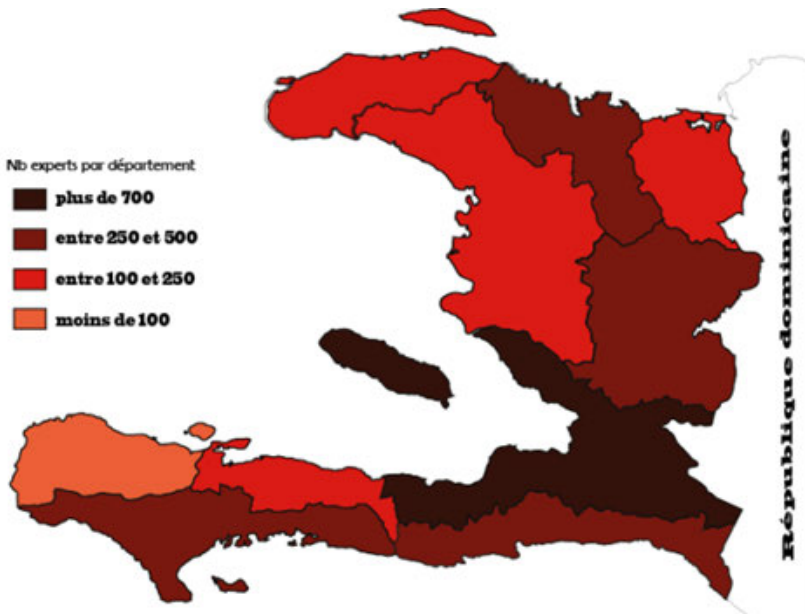 Nb experts par département
plus de 700
entre 250 et 500
entre 100 et 250
moins de 100
République dominicaine